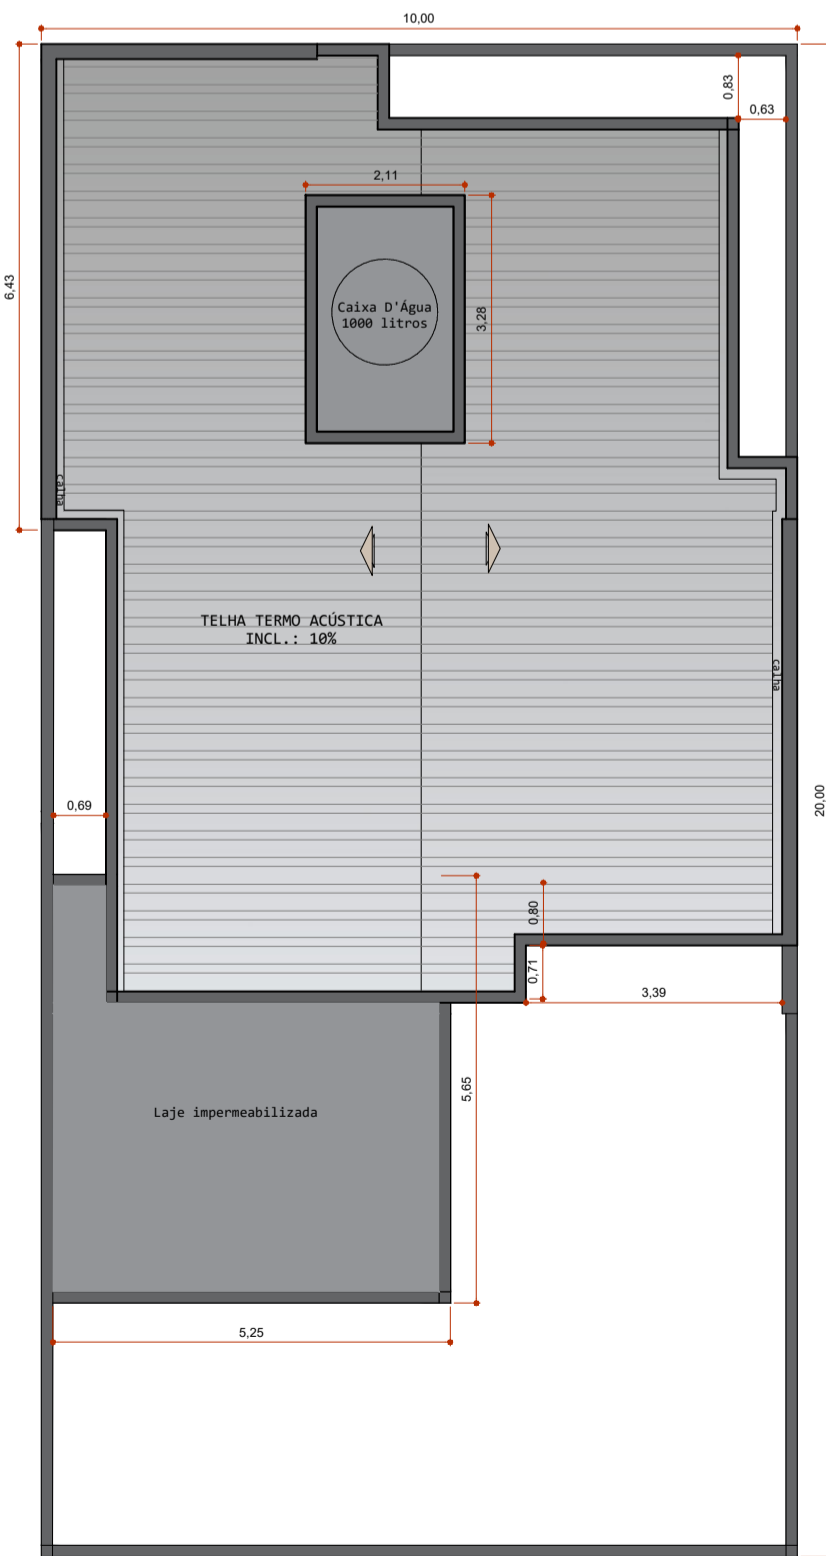 10,00
0,83
0,63
2,11
6,43
Caixa D'Água
1000 litros
3,28
calha
TELHA TERMO ACÚSTICA
INCL.: 10%
calha
0,69
20,00
0,80
0,71
3,39
5,65
Laje impermeabilizada
5,25